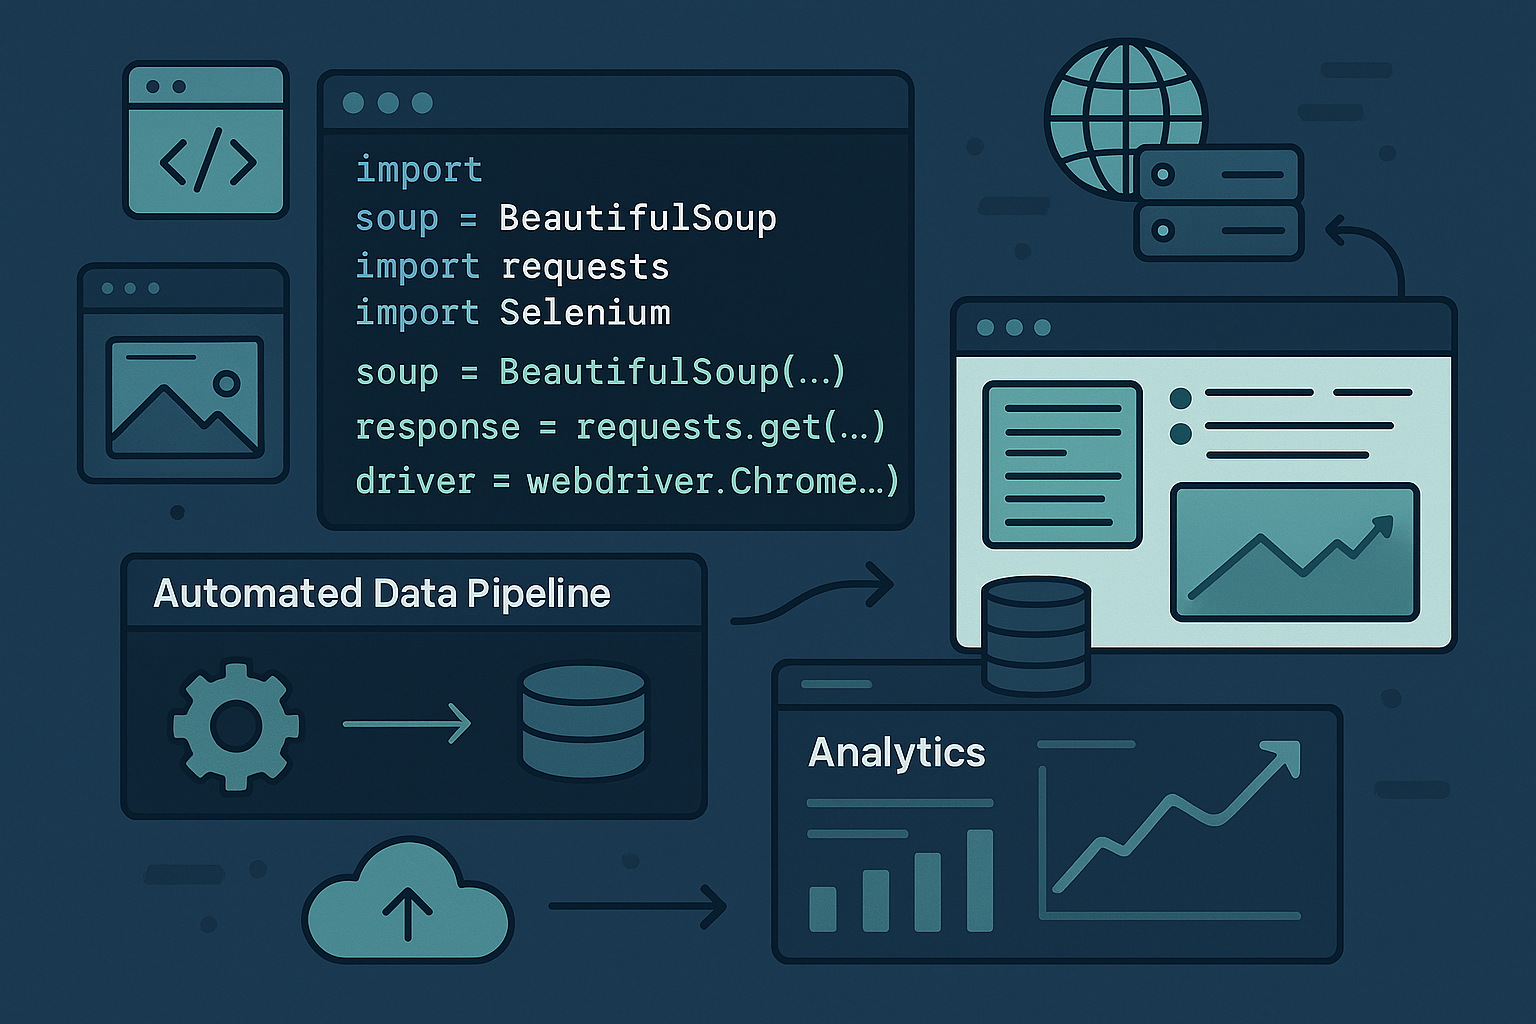 </>
import
soup = BeautifulSoup
import requests
import Selenium
soup = BeautifulSoup(...)
response = requests.get(...)
driver = webdriver.Chrome...)
Automated Data Pipeline
Analytics